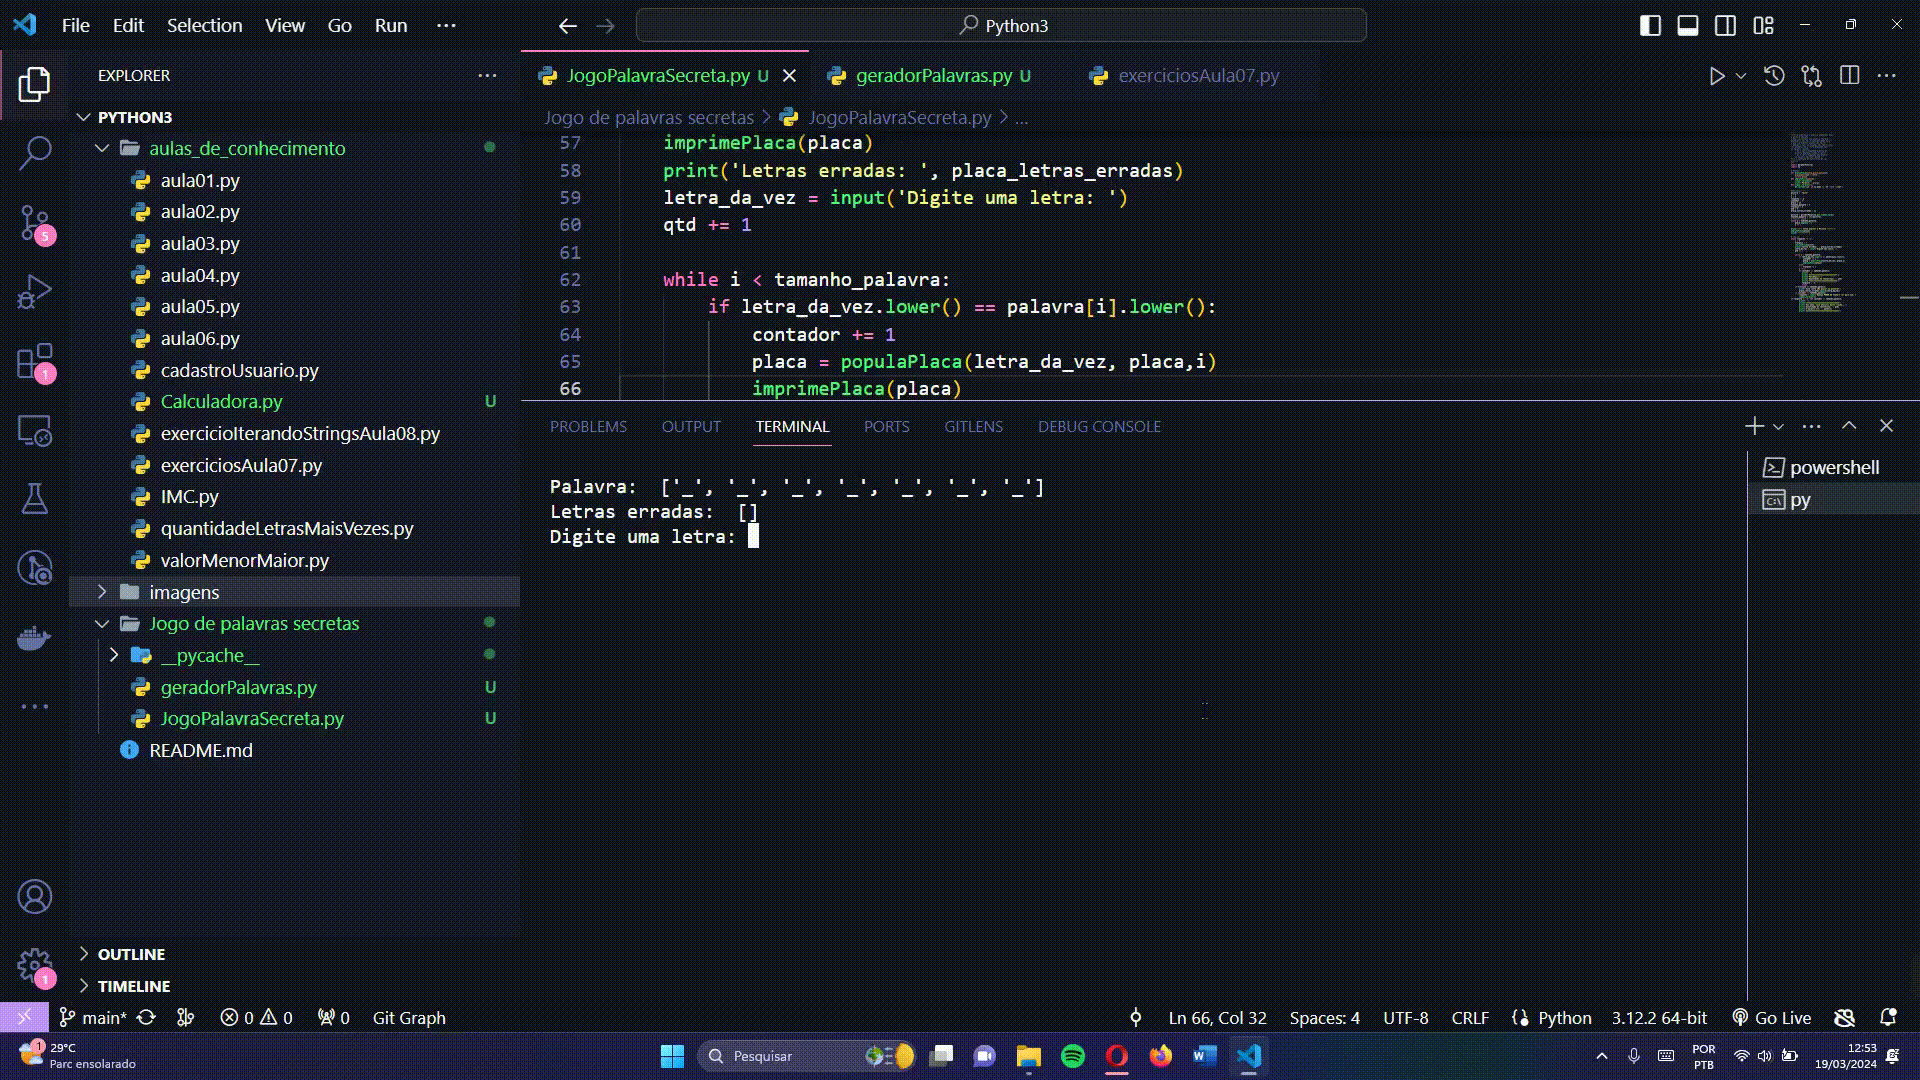 File Edit Selection View Go Run ...
Python3
EXPLORER
PYTHON3
aulas_de_conhecimento
aula01.py
aula02.py
aula03.py
aula04.py
aula05.py
aula06.py
cadastroUsuario.py
Calculadora.py U
exercicioIterandoStringsAula08.py
exerciciosAula07.py
IMC.py
quantidadeLetrasMaisVezes.py
valorMenorMaior.py
imagens
Jogo de palavras secretas
__pycache__
geradorPalavras.py U
JogoPalavraSecreta.py U
README.md
OUTLINE
TIMELINE
5
1
1
JogoPalavraSecreta.py U geradorPalavras.py U exerciciosAula07.py
Jogo de palavras secretas > JogoPalavraSecreta.py > ...
57 imprimePlaca(placa)
58 print('Letras erradas: ', placa_letras_erradas)
59 letra_da_vez = input('Digite uma letra: ')
60 qtd += 1
61
62 while i < tamanho_palavra:
63 if letra_da_vez.lower() == palavra[i].lower():
64 contador += 1
65 placa = populaPlaca(letra_da_vez, placa,i)
66 imprimePlaca(placa)
PROBLEMS OUTPUT TERMINAL PORTS GITLENS DEBUG CONSOLE
Palavra:  ['_', '_', '_', '_', '_', '_', '_']
Letras erradas:  []
Digite uma letra:
powershell
py
main* 0 0 0 Git Graph Ln 66, Col 32 Spaces: 4 UTF-8 CRLF Python 3.12.2 64-bit Go Live
1 29°C
Parc ensolarado
Pesquisar
POR
PTB
12:53
19/03/2024